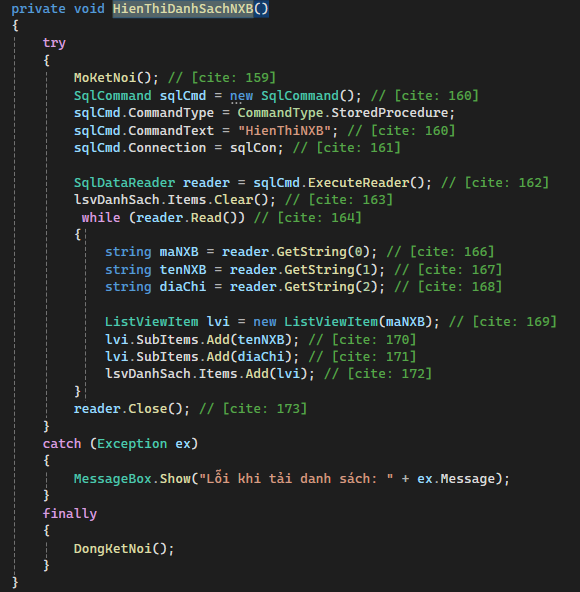 private void HienThiDanhSachNXB()
{
    try
    {
        MoKetNoi(); // [cite: 159]
        SqlCommand sqlCmd = new SqlCommand(); // [cite: 160]
        sqlCmd.CommandType = CommandType.StoredProcedure;
        sqlCmd.CommandText = "HienThiNXB"; // [cite: 160]
        sqlCmd.Connection = sqlCon; // [cite: 161]

        SqlDataReader reader = sqlCmd.ExecuteReader(); // [cite: 162]
        lsvDanhSach.Items.Clear(); // [cite: 163]
         while (reader.Read()) // [cite: 164]
        {
            string maNXB = reader.GetString(0); // [cite: 166]
            string tenNXB = reader.GetString(1); // [cite: 167]
            string diaChi = reader.GetString(2); // [cite: 168]

            ListViewItem lvi = new ListViewItem(maNXB); // [cite: 169]
            lvi.SubItems.Add(tenNXB); // [cite: 170]
            lvi.SubItems.Add(diaChi); // [cite: 171]
            lsvDanhSach.Items.Add(lvi); // [cite: 172]
        }
        reader.Close(); // [cite: 173]
    }
    catch (Exception ex)
    {
        MessageBox.Show("Lỗi khi tải danh sách: " + ex.Message);
    }
    finally
    {
        DongKetNoi();
    }
}